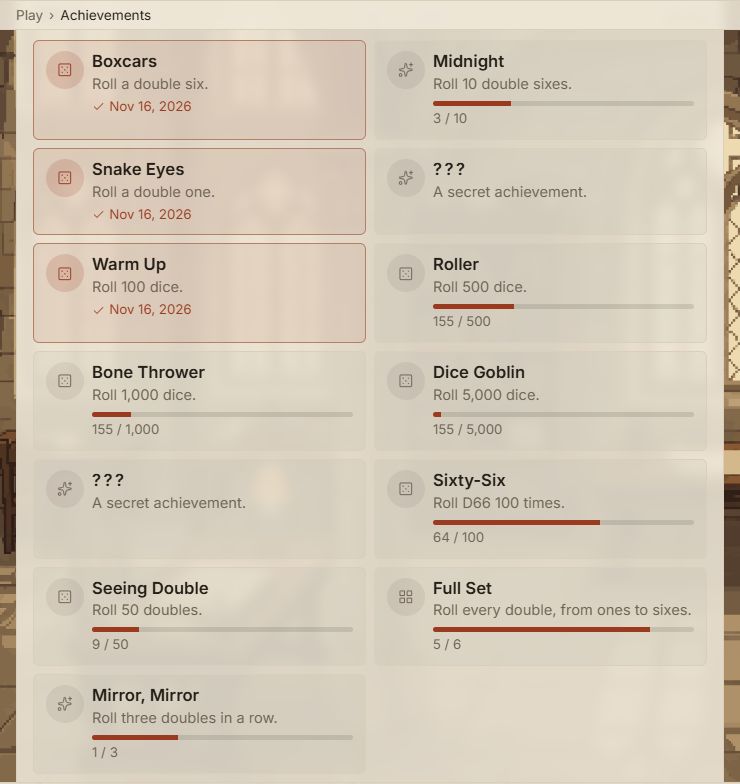 Play › Achievements
Boxcars
Roll a double six.
✓ Nov 16, 2026
Midnight
Roll 10 double sixes.
3 / 10
Snake Eyes
Roll a double one.
✓ Nov 16, 2026
???
A secret achievement.
Warm Up
Roll 100 dice.
✓ Nov 16, 2026
Roller
Roll 500 dice.
155 / 500
Bone Thrower
Roll 1,000 dice.
155 / 1,000
Dice Goblin
Roll 5,000 dice.
155 / 5,000
???
A secret achievement.
Sixty-Six
Roll D66 100 times.
64 / 100
Seeing Double
Roll 50 doubles.
9 / 50
Full Set
Roll every double, from ones to sixes.
5 / 6
Mirror, Mirror
Roll three doubles in a row.
1 / 3